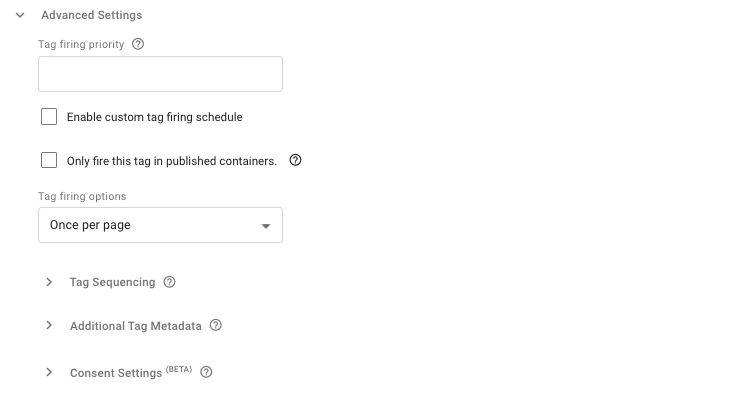 Advanced Settings
Tag firing priority
Enable custom tag firing schedule
Only fire this tag in published containers.
Tag firing options
Once per page
Tag Sequencing
Additional Tag Metadata
Consent Settings (BETA)